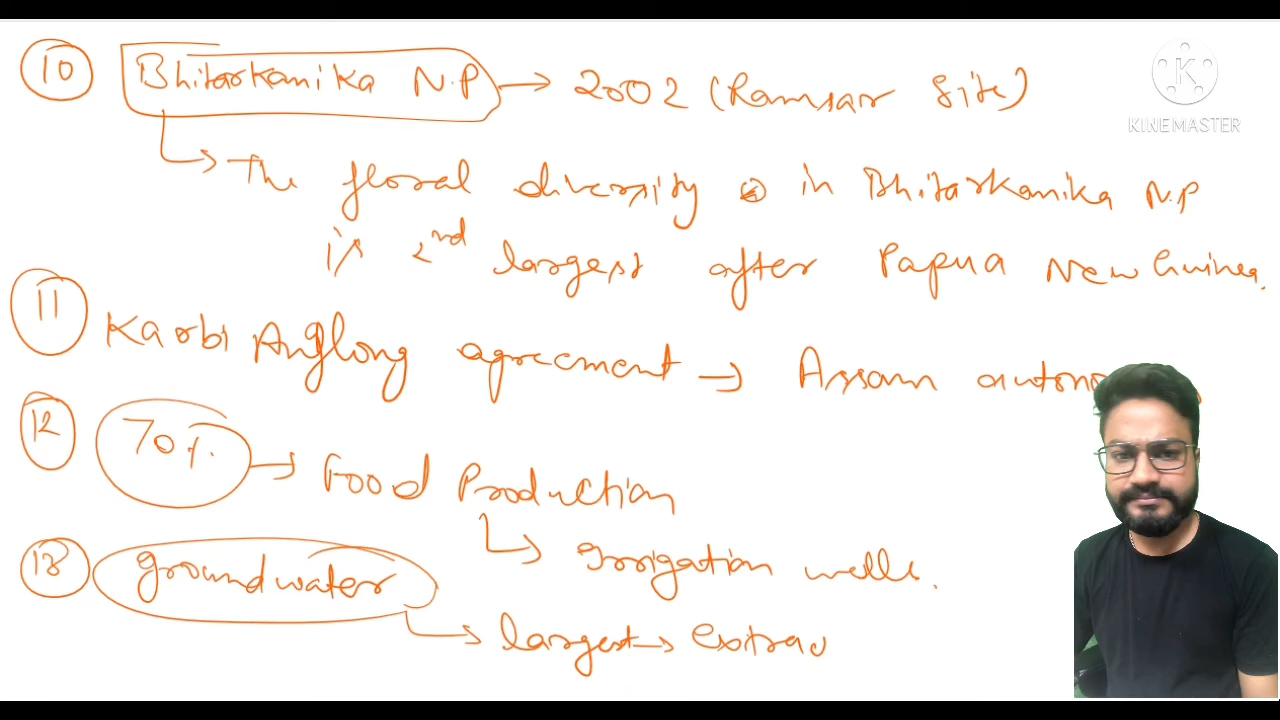 10 Bhitarkanika N.P → 2002 (Ramsar Site)
KINEMASTER
→ The floral diversity in Bhitarkanika N.P
is 2nd largest after Papua New Guinea.
11 Karbi Anglong agreement → Assam autono
12 70% → Food Production
→ Irrigation wells.
13 groundwater
→ largest → extrac